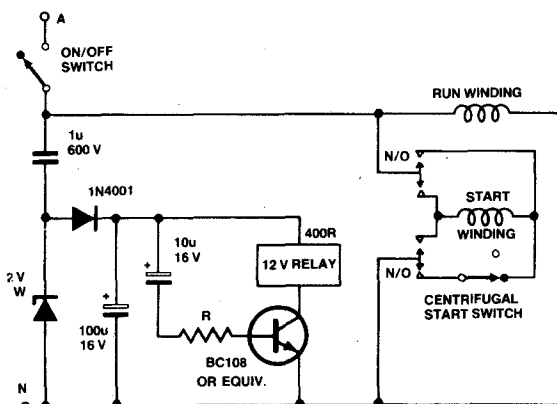 A
ON/OFF
SWITCH
RUN WINDING
1u
600 V
N/O
1N4001
START
WINDING
10u
16 V
400R
12 V RELAY
2 V
W
+
+
N/O
R
CENTRIFUGAL
START SWITCH
100u
16 V
BC108
OR EQUIV.
N